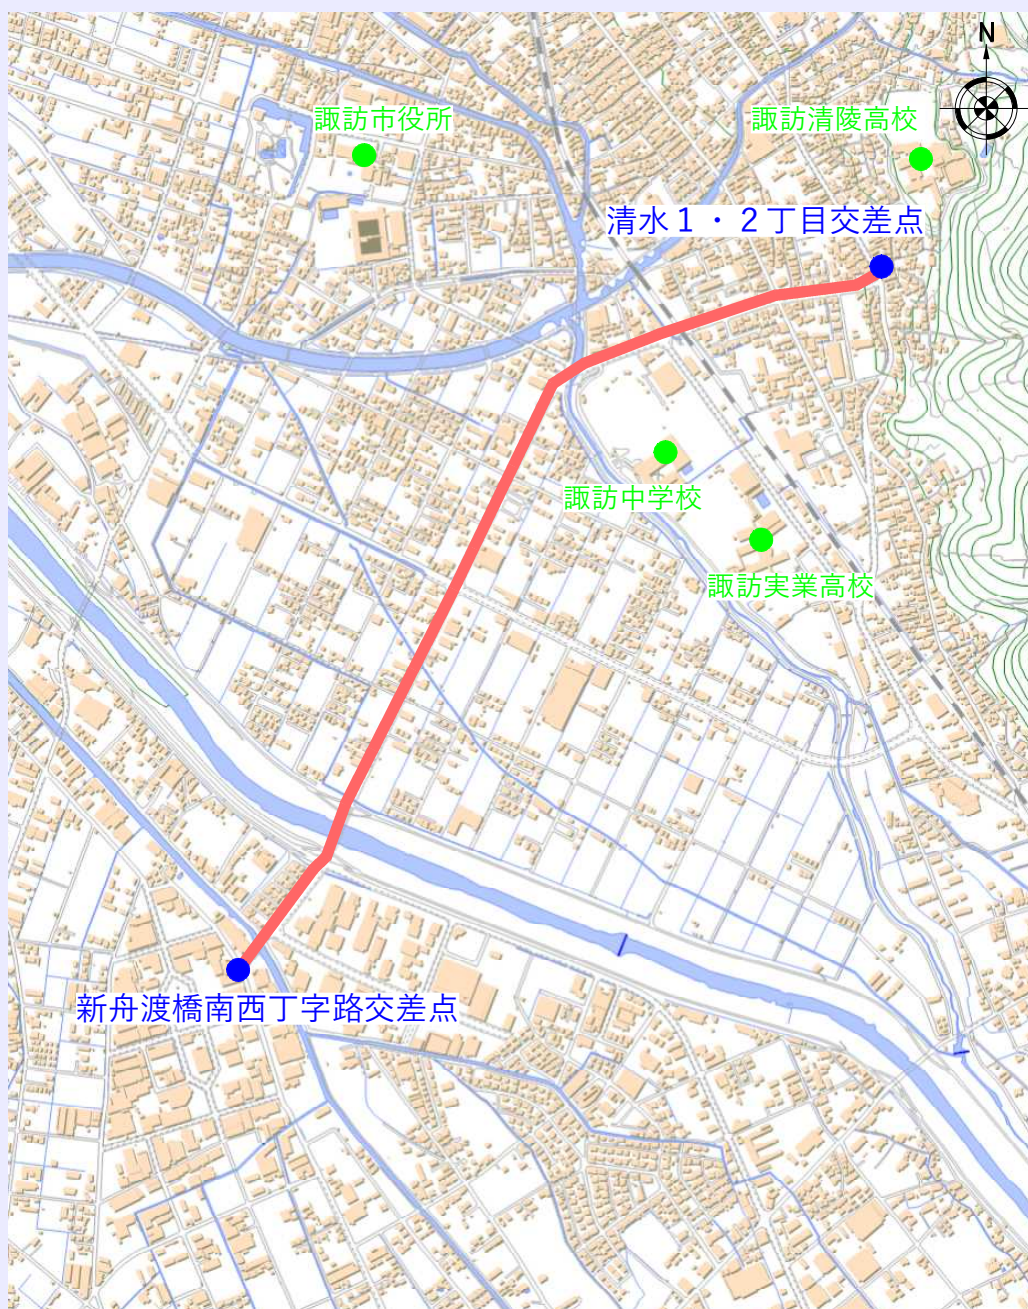 N
諏訪市役所
諏訪清陵高校
清水１・２丁目交差点
諏訪中学校
諏訪実業高校
新舟渡橋南西丁字路交差点